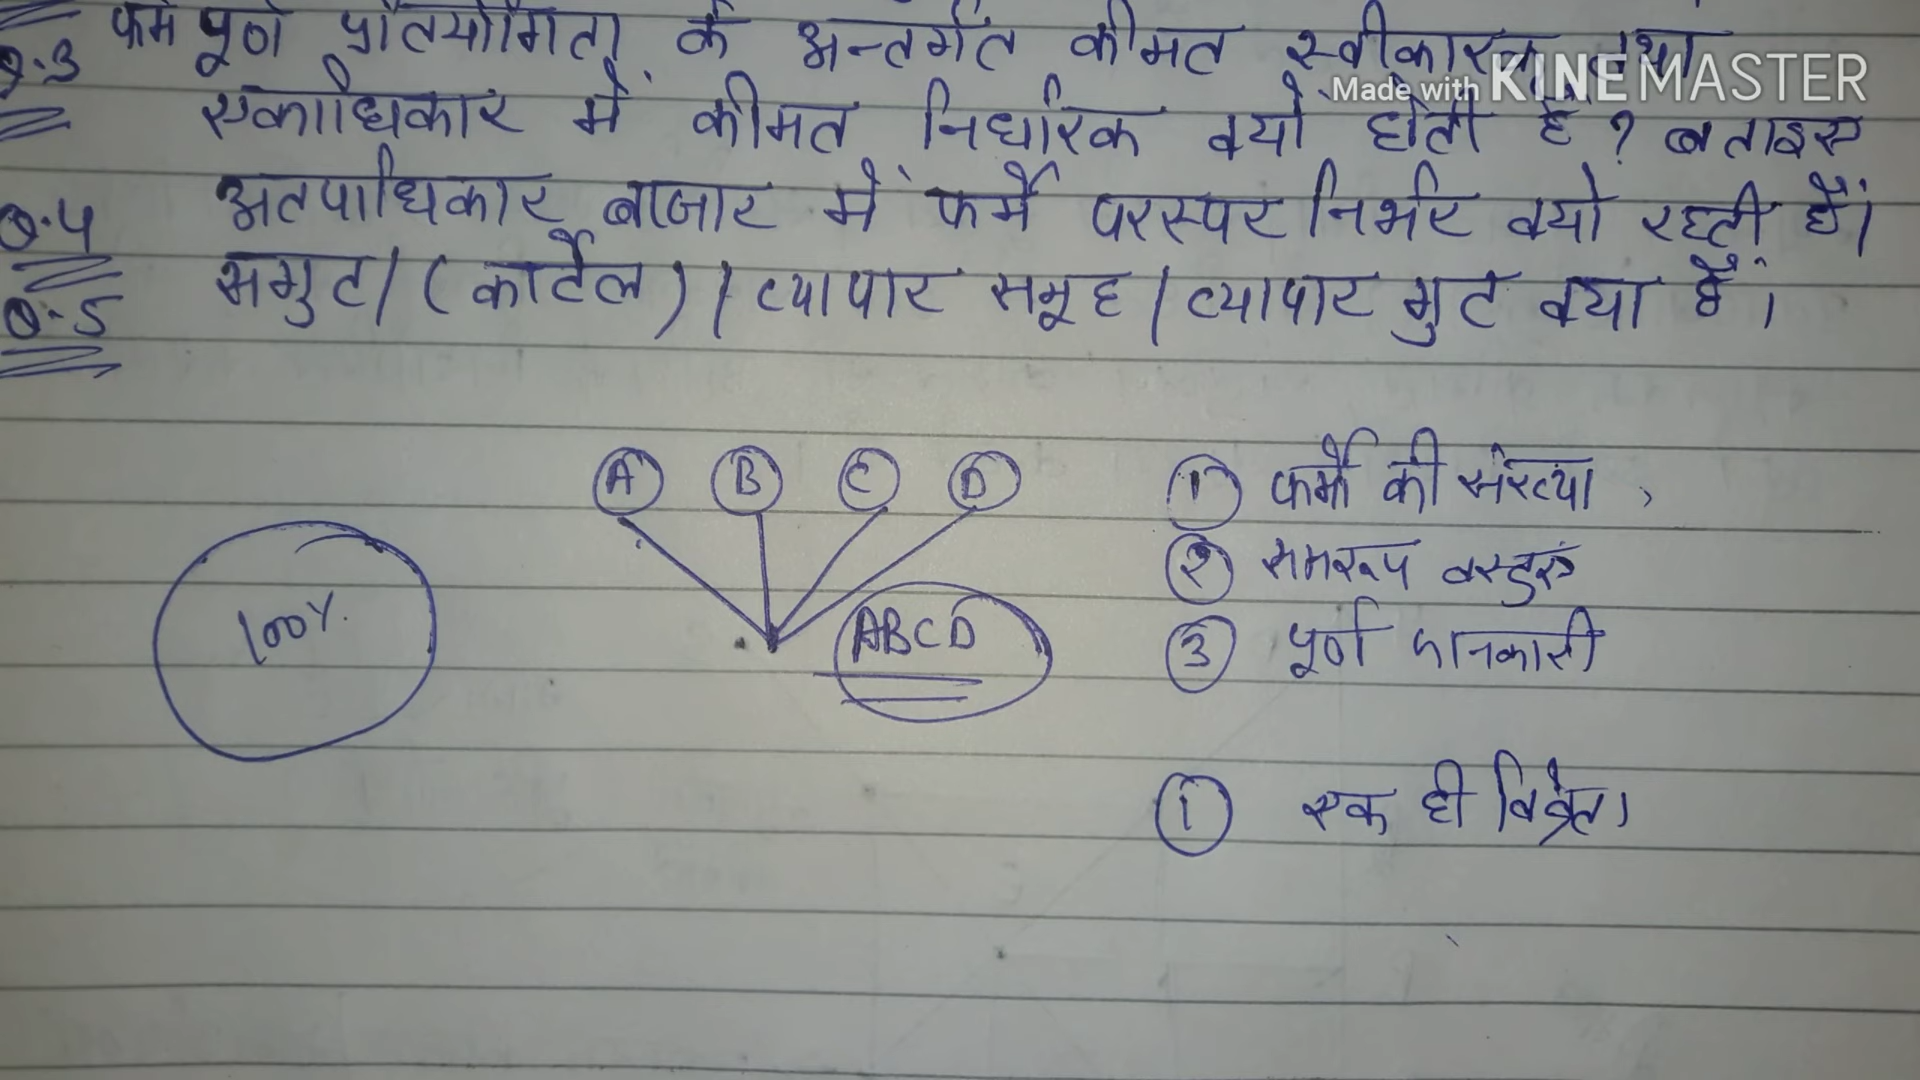 Q.3 फर्म पूर्ण प्रतियोगिता के अन्तर्गत कीमत स्वीकारक तथा
Made with KINEMASTER
एकाधिकार में कीमत निर्धारक क्यों होती है ? बताइए
Q.4 अल्पाधिकार बाजार में फर्में परस्पर निर्भर क्यों रहती हैं।
Q.5 समुट / (कार्टेल) / व्यापार समूह / व्यापार गुट क्या है।
A B C D
① फर्मों की संख्या ,
② समरूप वस्तुएं
100%. ABCD
③ पूर्ण जानकारी
① एक ही विक्रेता